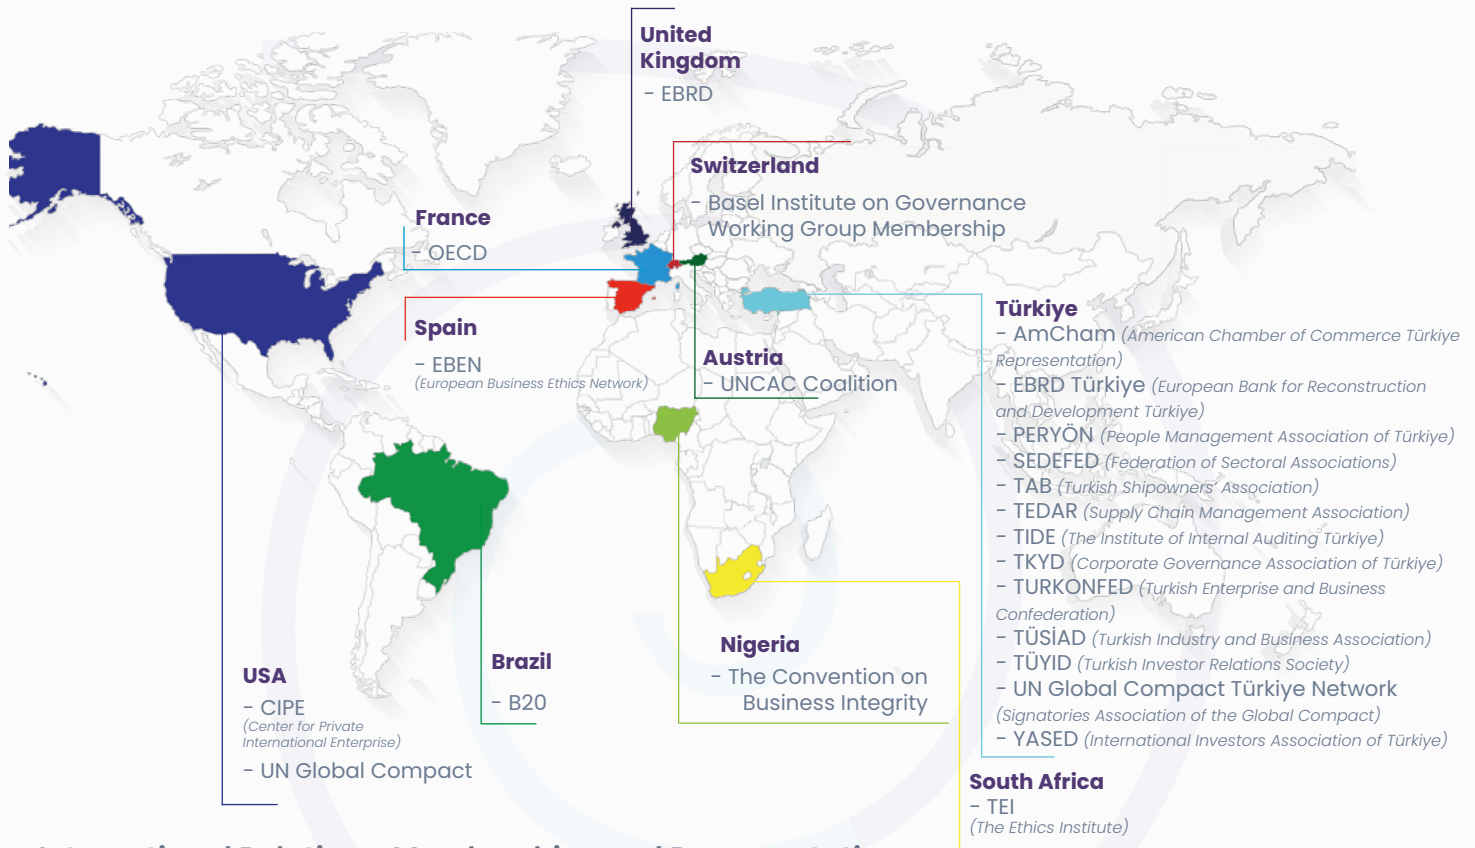 United
Kingdom
- EBRD
Switzerland
- Basel Institute on Governance
Working Group Membership
France
- OECD
Spain
- EBEN
(European Business Ethics Network)
Austria
- UNCAC Coalition
Türkiye
- AmCham (American Chamber of Commerce Türkiye
Representation)
- EBRD Türkiye (European Bank for Reconstruction
and Development Türkiye)
- PERYÖN (People Management Association of Türkiye)
- SEDEFED (Federation of Sectoral Associations)
- TAB (Turkish Shipowners' Association)
- TEDAR (Supply Chain Management Association)
- TIDE (The Institute of Internal Auditing Türkiye)
- TKYD (Corporate Governance Association of Türkiye)
- TURKONFED (Turkish Enterprise and Business
Confederation)
- TÜSİAD (Turkish Industry and Business Association)
- TÜYID (Turkish Investor Relations Society)
- UN Global Compact Türkiye Network
(Signatories Association of the Global Compact)
- YASED (International Investors Association of Türkiye)
USA
- CIPE
(Center for Private
International Enterprise)
- UN Global Compact
Brazil
- B20
Nigeria
- The Convention on
Business Integrity
South Africa
- TEI
(The Ethics Institute)